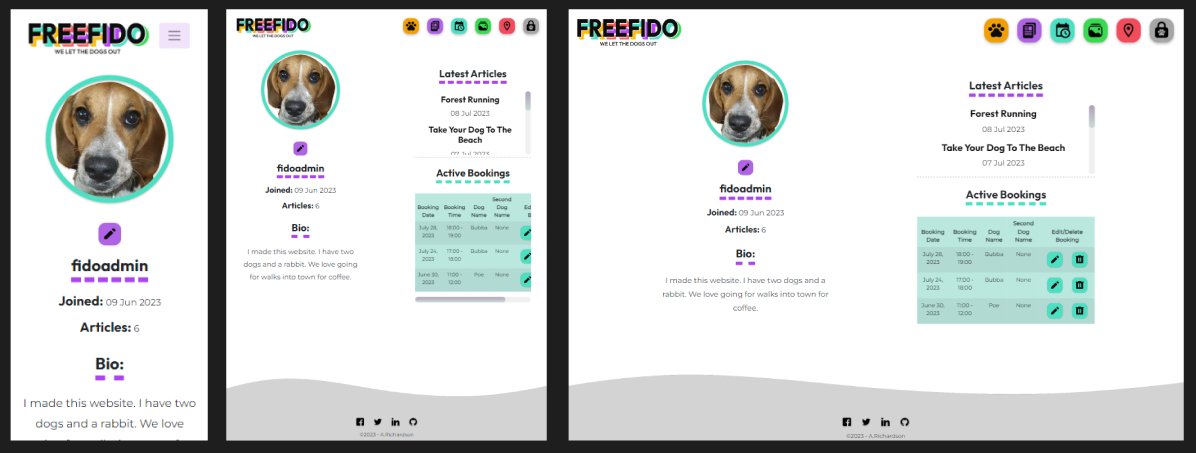 FREEFIDO
WE LET THE DOGS OUT
fidoadmin
Joined: 09 Jun 2023
Articles: 6
Bio:
I made this website. I have two
dogs and a rabbit. We love
FREEFIDO
WE LET THE DOGS OUT
fidoadmin
Joined: 09 Jun 2023
Articles: 6
Bio:
I made this website. I have two
dogs and a rabbit. We love going
for walks into town for coffee.
Latest Articles
Forest Running
08 Jul 2023
Take Your Dog To The
Beach
07 Jul 2023
Active Bookings
Booking Date Booking Time Dog Name Second Dog Name
July 28, 2023 18:00 - 19:00 Bubba None
July 24, 2023 17:00 - 18:00 Bubba None
June 30, 2023 11:00 - 12:00 Poe None
©2023 - A.Richardson
FREEFIDO
WE LET THE DOGS OUT
fidoadmin
Joined: 09 Jun 2023
Articles: 6
Bio:
I made this website. I have two dogs and a
rabbit. We love going for walks into town for
coffee.
Latest Articles
Forest Running
08 Jul 2023
Take Your Dog To The Beach
07 Jul 2023
Active Bookings
Booking Date Booking Time Dog Name Second Dog Name Edit/Delete Booking
July 28, 2023 18:00 - 19:00 Bubba None
July 24, 2023 17:00 - 18:00 Bubba None
June 30, 2023 11:00 - 12:00 Poe None
©2023 - A.Richardson